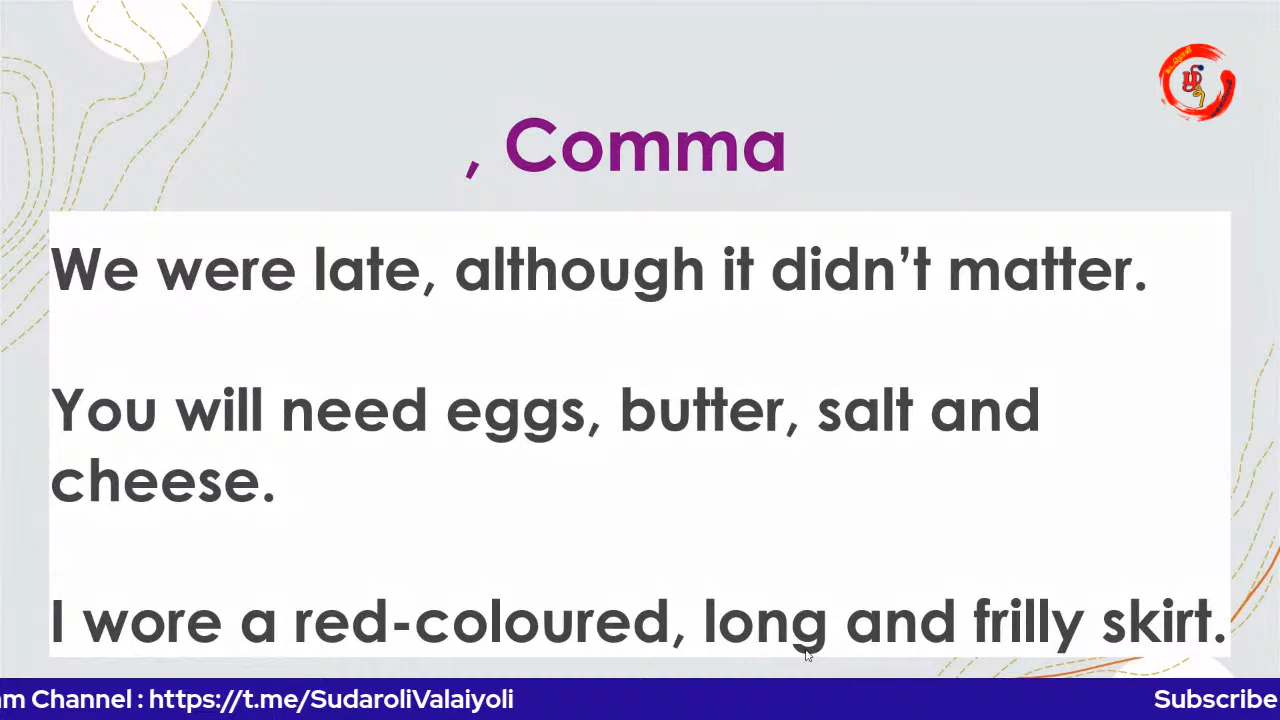 , Comma
We were late, although it didn’t matter.
You will need eggs, butter, salt and
cheese.
I wore a red-coloured, long and frilly skirt.
am Channel : https://t.me/SudaroliValaiyoli
Subscribe